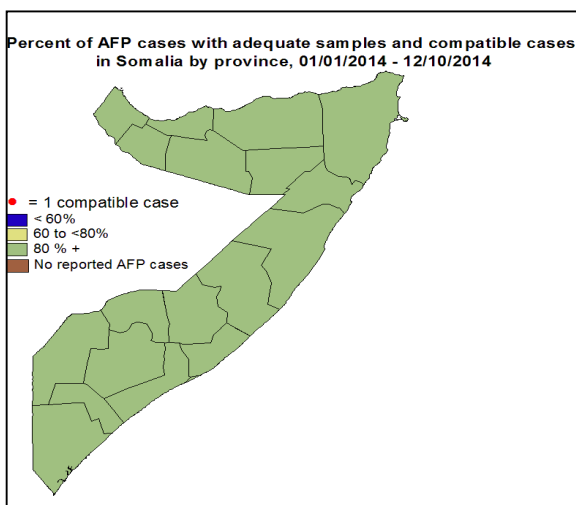 Percent of AFP cases with adequate samples and compatible cases
in Somalia by province, 01/01/2014 - 12/10/2014
= 1 compatible case
< 60%
60 to <80%
80 % +
No reported AFP cases